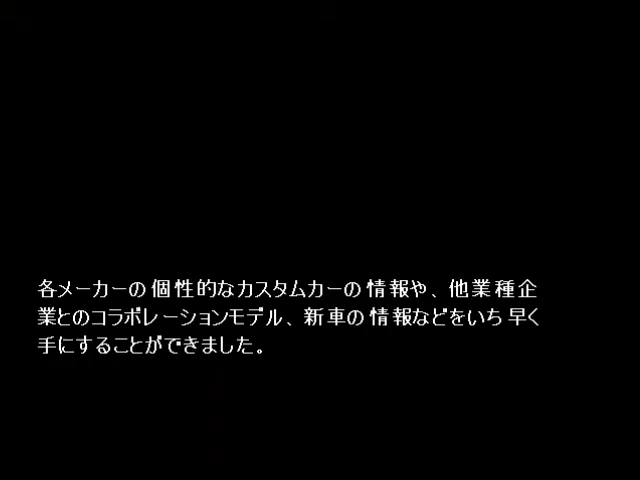 各メーカーの個性的なカスタムカーの情報や、他業種企
業とのコラボレーションモデル、新車の情報などをいち早く
手にすることができました。